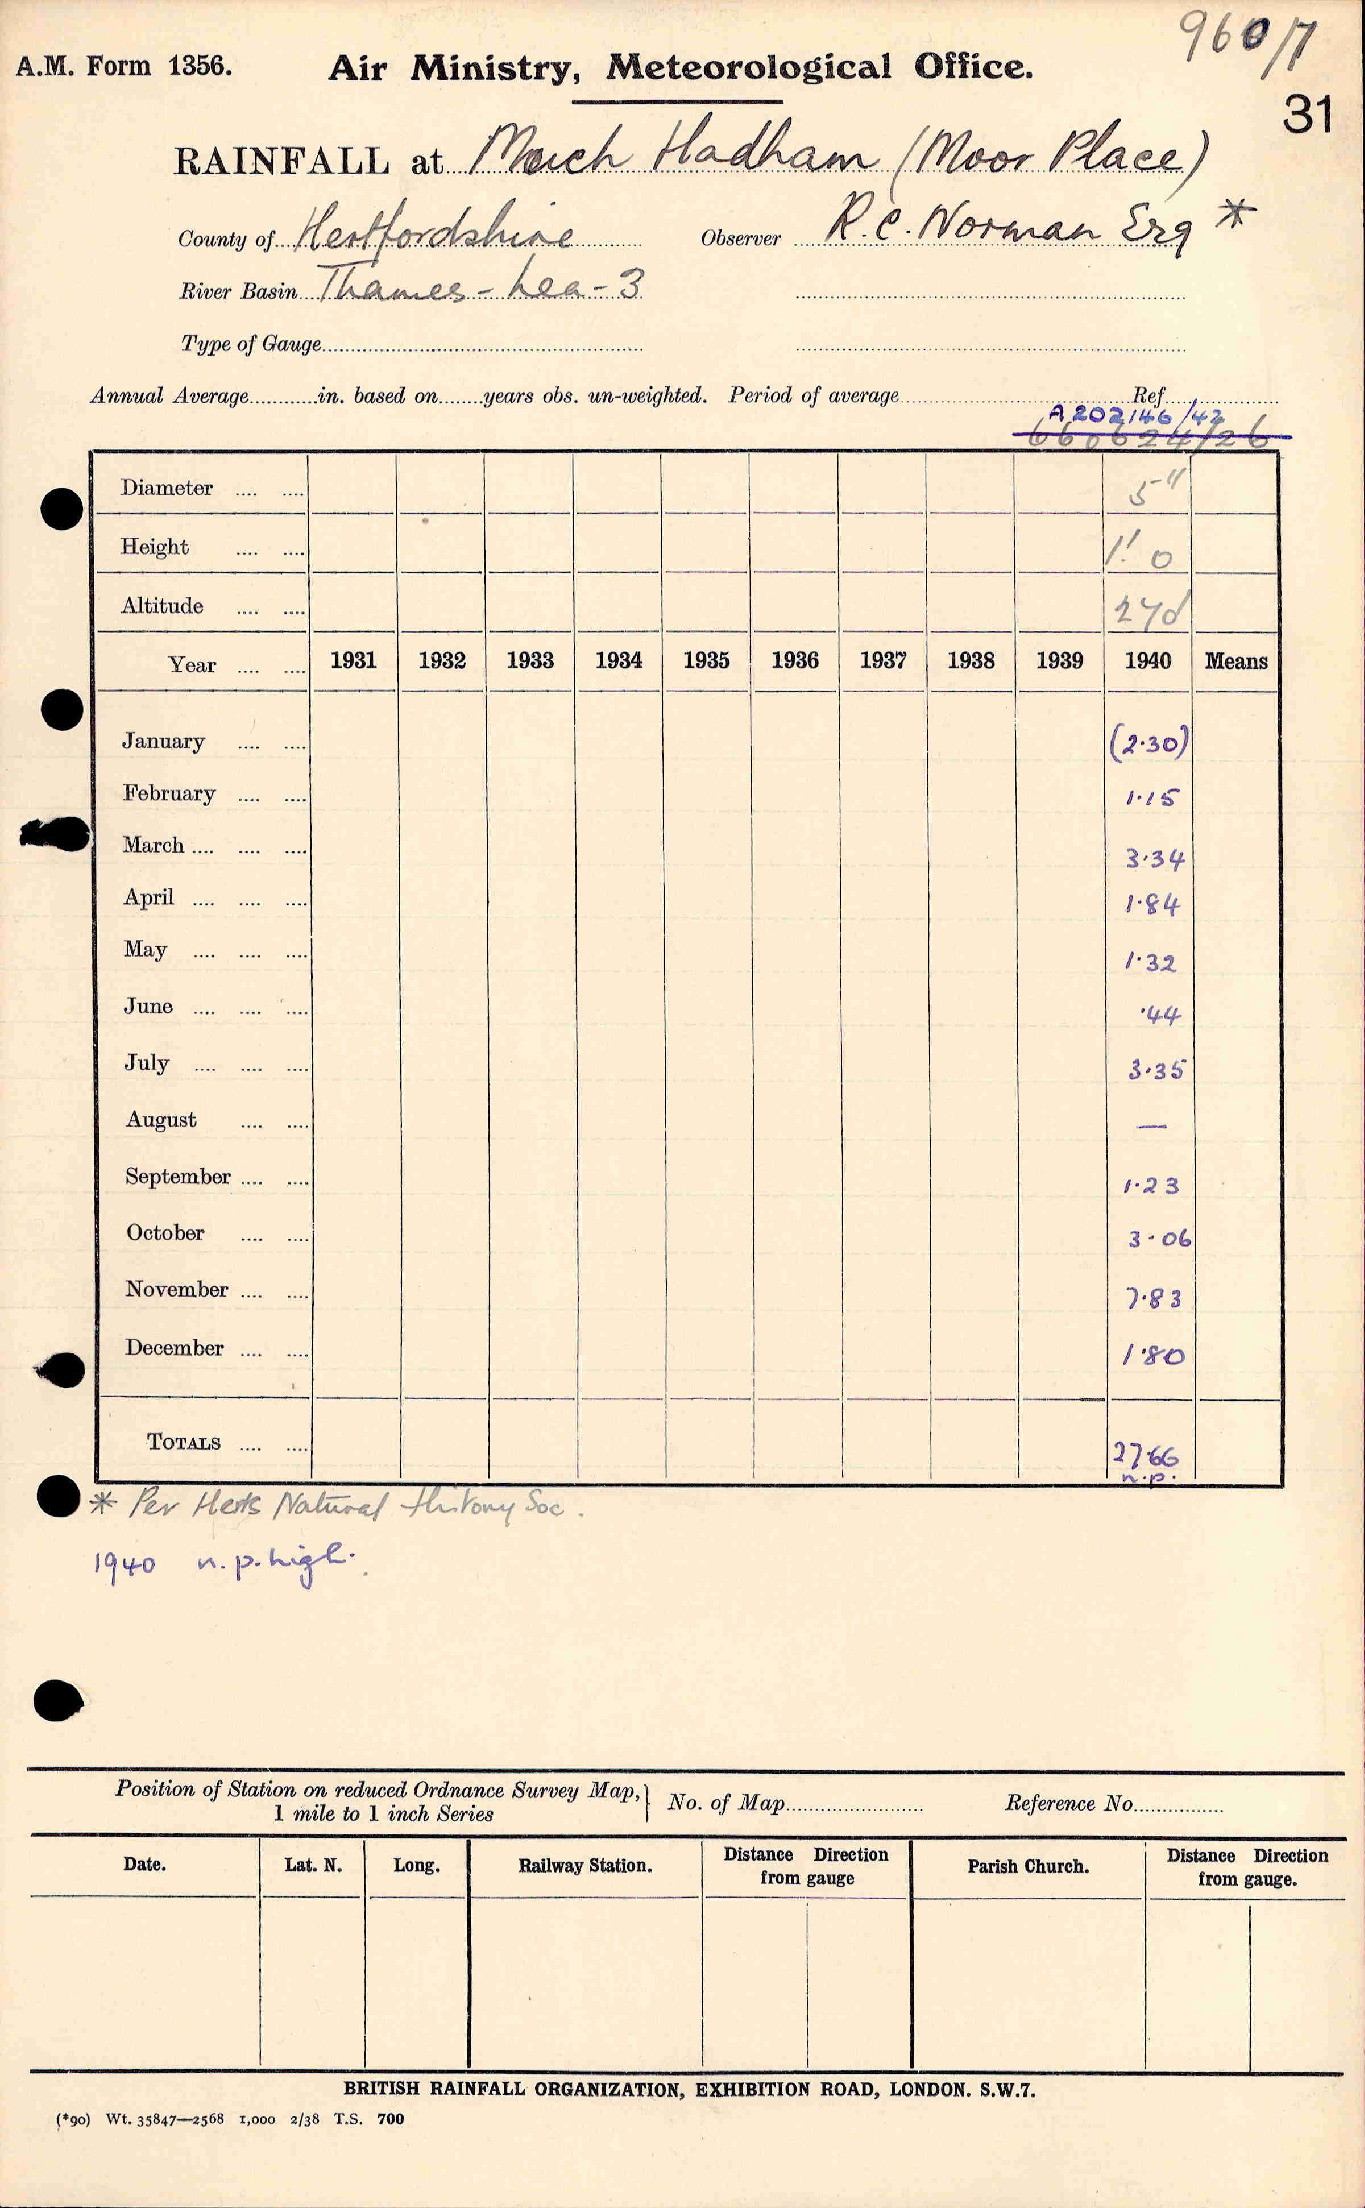 960/7
A.M. Form 1356. Air Ministry, Meteorological Office.
31
RAINFALL at Much Hadham (Moor Place)
County of Hertfordshire Observer R.C. Norman Esq *
River Basin Thames - Lea - 3
Type of Gauge
Annual Average in. based on years obs. un-weighted. Period of average Ref
A 202146/42
660624/26
Diameter 5"
Height 1' 0
Altitude
Year 1931 1932 1933 1934 1935 1936 1937 1938 1939 1940 Means
January (2.30)
February 1.15
March 3.34
April 1.84
May 1.32
June .44
July 3.35
August —
September 1.23
October 3.06
November 7.83
December 1.80
TOTALS 27.66
n.p.
* Per Herts Natural History Soc.
1940 n.p. high.
Position of Station on reduced Ordnance Survey Map, No. of Map Reference No.
1 mile to 1 inch Series
Date. Lat. N. Long. Railway Station. Distance Direction from gauge Parish Church. Distance Direction from gauge.
BRITISH RAINFALL ORGANIZATION, EXHIBITION ROAD, LONDON. S.W.7.
(*90) Wt. 35847—2568 1,000 2/38 T.S. 700